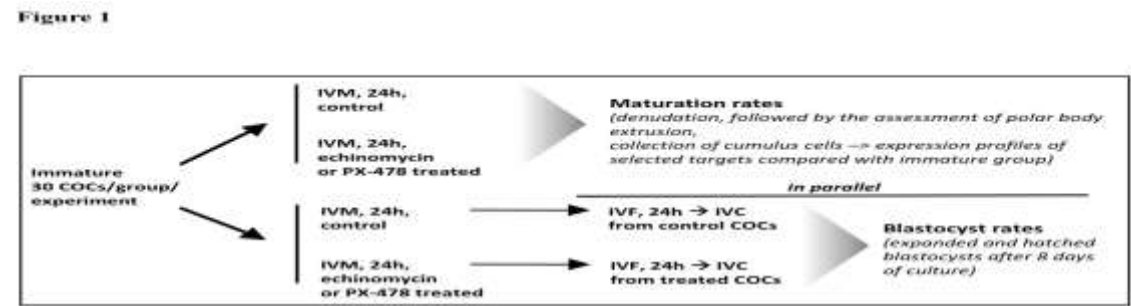 Figure 1
IVM, 24h,
control
IVM, 24h,
echinomycin
or PX-478 treated
Maturation rates
(denudation, followed by the assessment of polar body
extrusion,
collection of cumulus cells –> expression profiles of
selected targets compared with immature group)
Immature
30 COCs/group/
experiment
in parallel
IVM, 24h,
control
IVF, 24h → IVC
from control COCs
IVM, 24h,
echinomycin
or PX-478 treated
IVF, 24h → IVC
from treated COCs
Blastocyst rates
(expanded and hatched
blastocysts after 8 days
of culture)